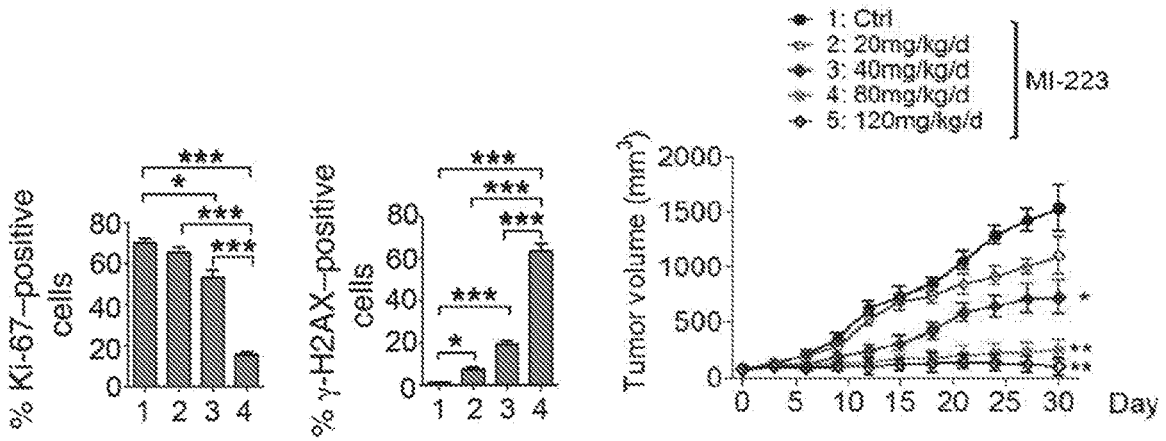 1: Ctrl
2: 20mg/kg/d
3: 40mg/kg/d
4: 80mg/kg/d
5: 120mg/kg/d
MI-223
% Ki-67–positive
cells
80
60
40
20
0
***
*
***
***
1 2 3 4
% γ-H2AX–positive
cells
80
60
40
20
0
***
***
***
***
*
1 2 3 4
Tumor volume (mm³)
2000
1500
1000
500
0
*
**
**
0 5 10 15 20 25 30 Day